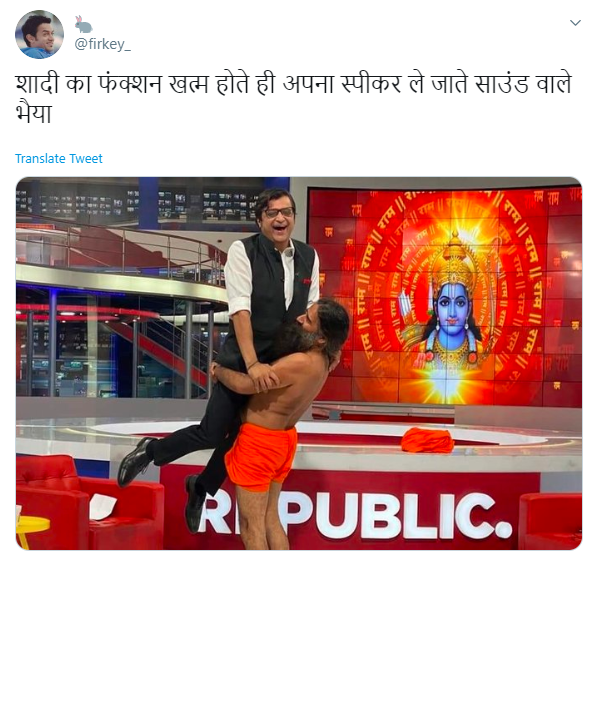 @firkey_
शादी का फंक्शन खत्म होते ही अपना स्पीकर ले जाते साउंड वाले
भैया
Translate Tweet
राम || राम || राम || राम || राम
REPUBLIC.